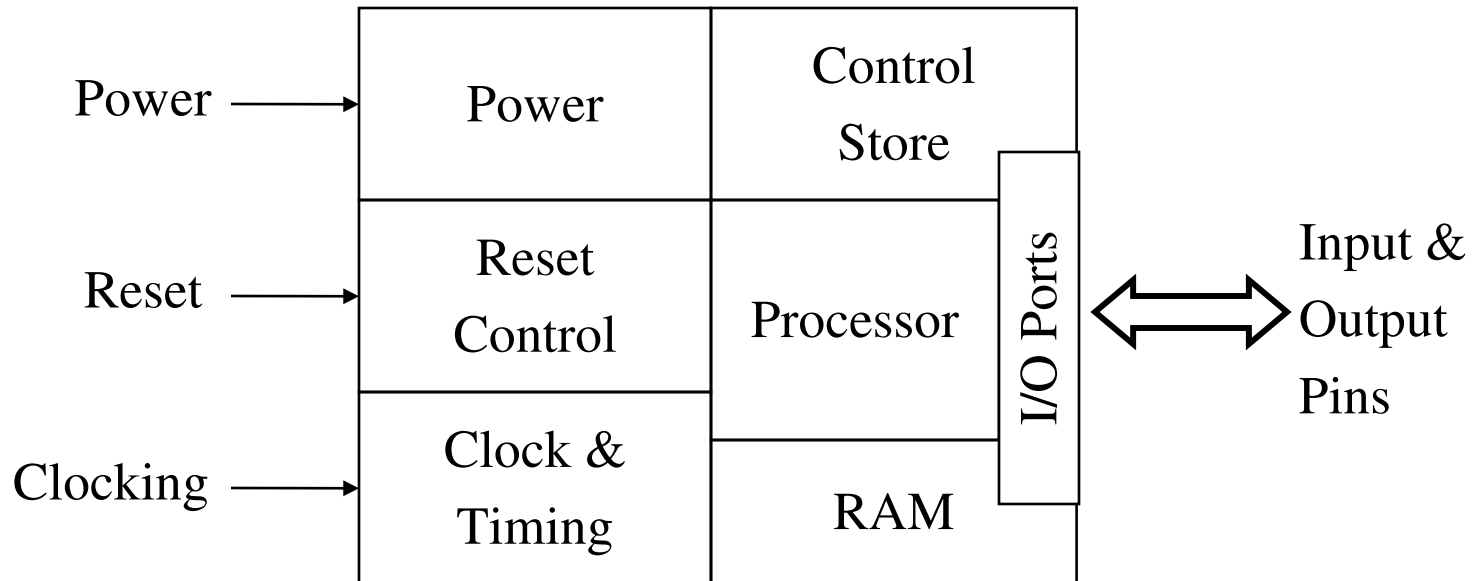 Power
Power
Control
Store
Reset
Reset
Control
Processor
I/O Ports
Input &
Output
Pins
Clocking
Clock &
Timing
RAM